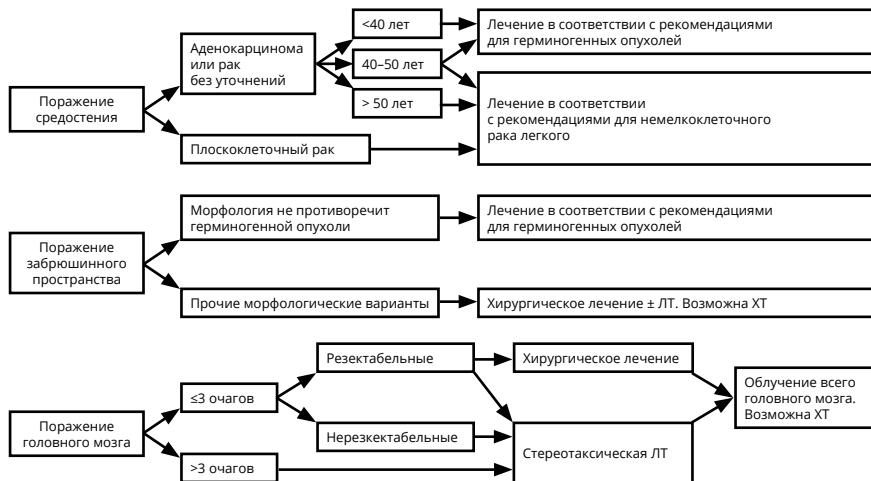 <40 лет
Лечение в соответствии с рекомендациями
для герминогенных опухолей
Аденокарцинома
или рак
без уточнений
40–50 лет
> 50 лет
Лечение в соответствии
с рекомендациями для немелкоклеточного
рака легкого
Поражение
средостения
Плоскоклеточный рак
Морфология не противоречит
герминогенной опухоли
Лечение в соответствии с рекомендациями
для герминогенных опухолей
Поражение
забрюшинного
пространства
Прочие морфологические варианты
Хирургическое лечение ± ЛТ. Возможна ХТ
Резектабельные
Хирургическое лечение
Облучение всего
головного мозга.
Возможна ХТ
≤3 очагов
Поражение
головного мозга
Нерезкектабельные
Стереотаксическая ЛТ
>3 очагов